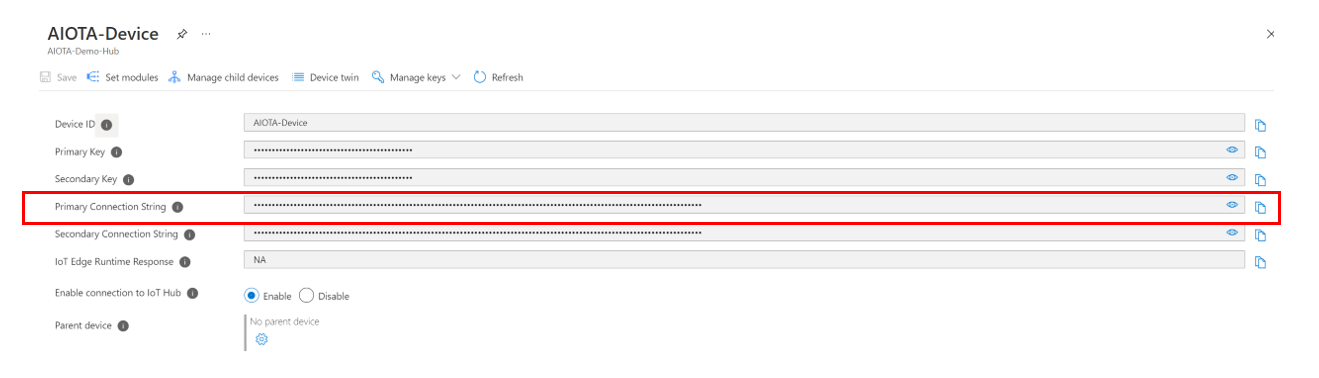 AIOTA-Device
AIOTA-Demo-Hub
Save Set modules Manage child devices Device twin Manage keys Refresh
Device ID AIOTA-Device
Primary Key
Secondary Key
Primary Connection String
Secondary Connection String
IoT Edge Runtime Response NA
Enable connection to IoT Hub Enable Disable
Parent device No parent device